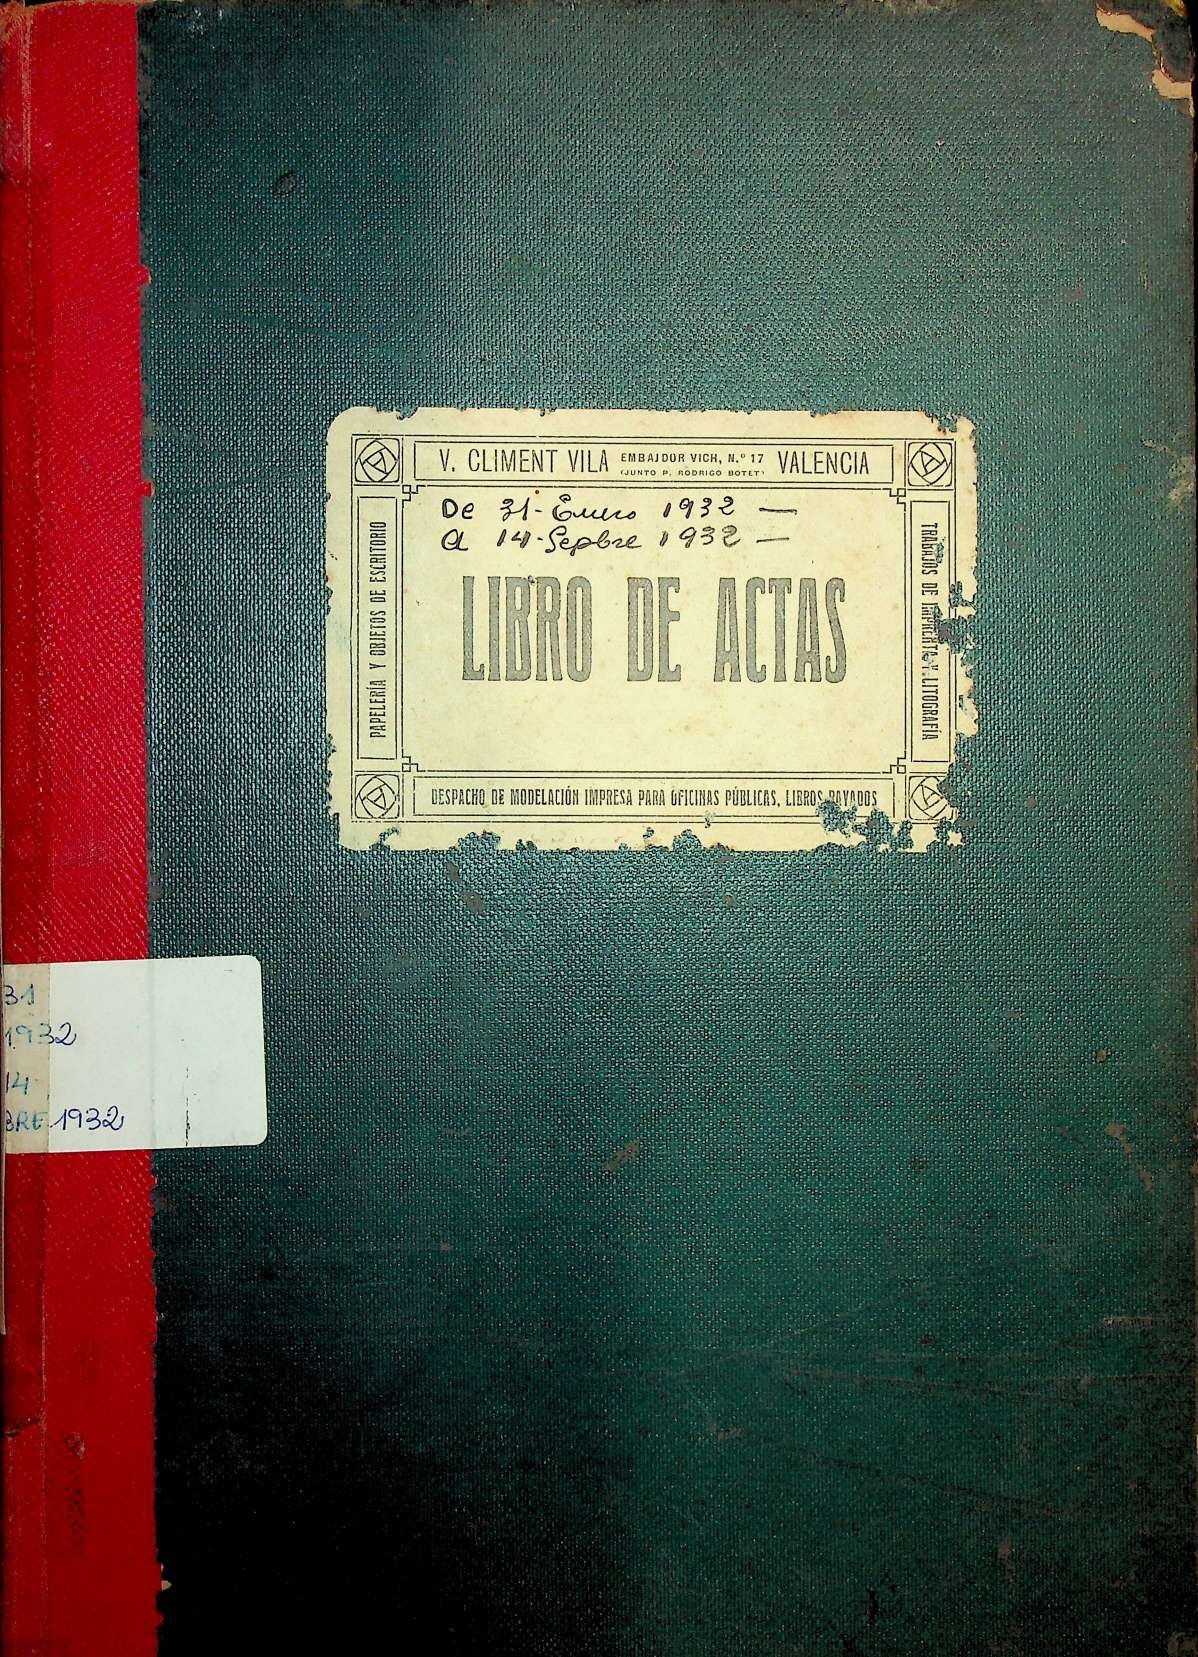 V. CLIMENT VILA EMBAJDOR VICH, N.º 17 VALENCIA
(JUNTO P. RODRIGO BOTET)
De 31-Enero 1932 —
a 14-Sepbre 1932 —
LIBRO DE ACTAS
PAPELERÍA Y OBJETOS DE ESCRITORIO
TRABAJOS DE IMPRENTA Y LITOGRAFÍA
DESPACHO DE MODELACIÓN IMPRESA PARA OFICINAS PÚBLICAS, LIBROS RAYADOS
31
1932
14
BRE 1932